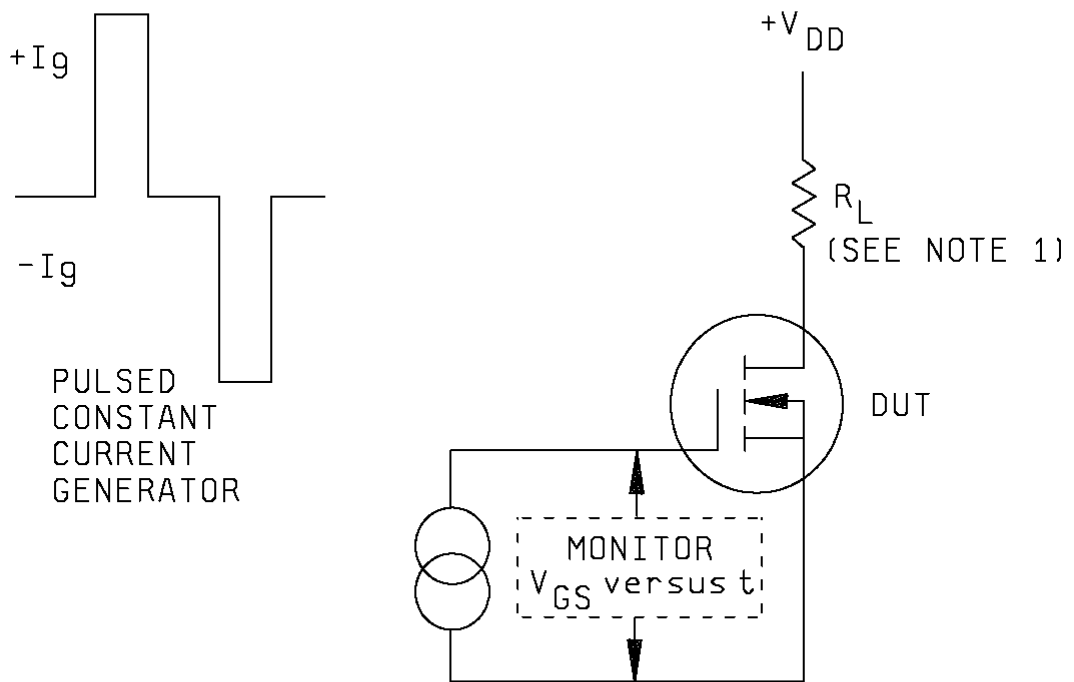 +Ig
-Ig
PULSED
CONSTANT
CURRENT
GENERATOR
+VDD
RL
(SEE NOTE 1)
DUT
MONITOR
VGS versus t